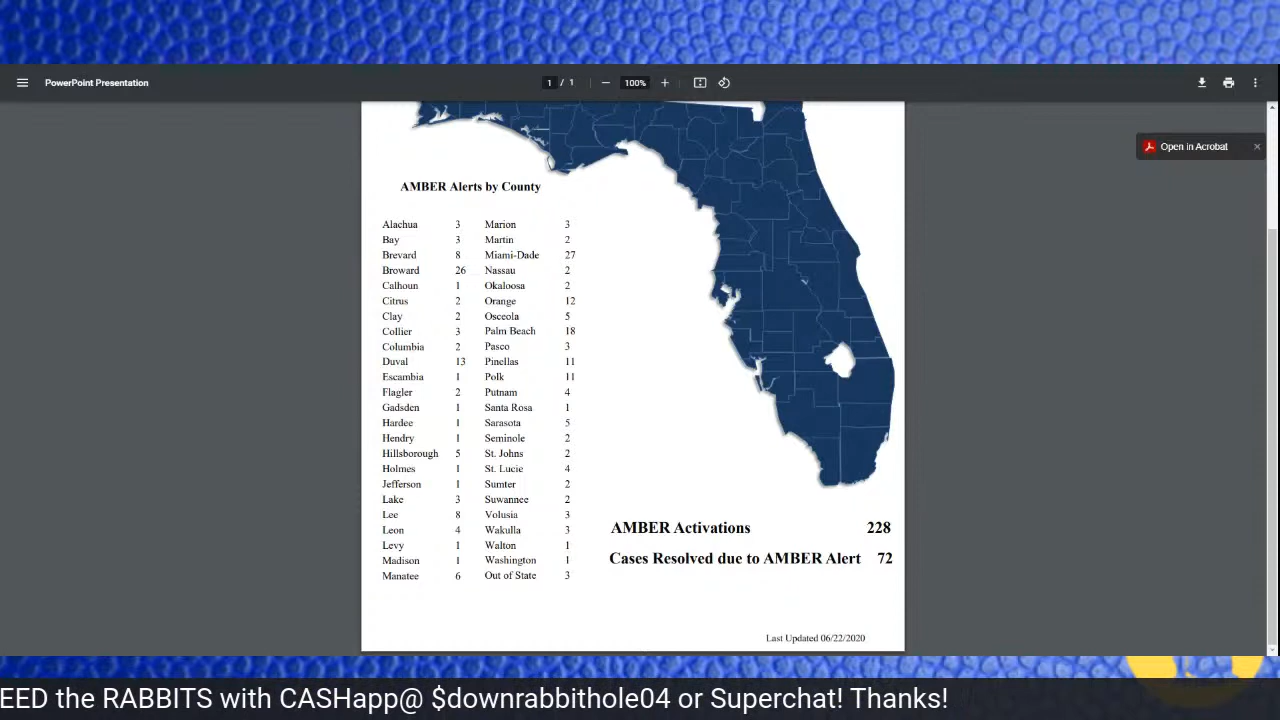 PowerPoint Presentation
1 / 1
100%
Open in Acrobat
AMBER Alerts by County
Alachua 3 Marion 3
Bay 3 Martin 2
Brevard 8 Miami-Dade 27
Broward 26 Nassau 2
Calhoun 1 Okaloosa 2
Citrus 2 Orange 12
Clay 2 Osceola 5
Collier 3 Palm Beach 18
Columbia 2 Pasco 3
Duval 13 Pinellas 11
Escambia 1 Polk 11
Flagler 2 Putnam 4
Gadsden 1 Santa Rosa 1
Hardee 1 Sarasota 5
Hendry 1 Seminole 2
Hillsborough 5 St. Johns 2
Holmes 1 St. Lucie 4
Jefferson 1 Sumter 2
Lake 3 Suwannee 2
Lee 8 Volusia 3
Leon 4 Wakulla 3
Levy 1 Walton 1
Madison 1 Washington 1
Manatee 6 Out of State 3
AMBER Activations 228
Cases Resolved due to AMBER Alert 72
Last Updated 06/22/2020
EED the RABBITS with CASHapp@ $downrabbithole04 or Superchat! Thanks!